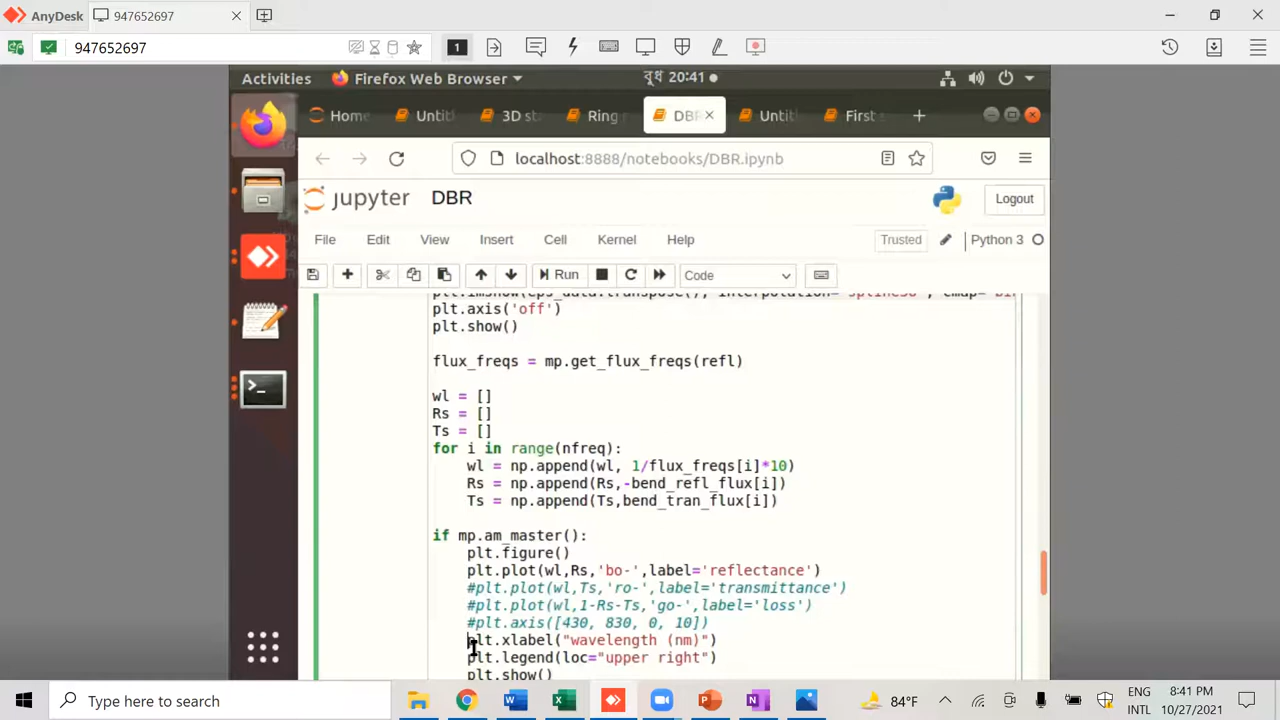 AnyDesk
947652697
947652697
1
Activities
Firefox Web Browser
বুধ 20:41
Home
Untitl
3D st
Ring
DBR
Untitl
First
localhost:8888/notebooks/DBR.ipynb
jupyter DBR
Logout
File Edit View Insert Cell Kernel Help
Trusted
Python 3
Run
Code
plt.axis('off')
plt.show()
flux_freqs = mp.get_flux_freqs(refl)
wl = []
Rs = []
Ts = []
for i in range(nfreq):
wl = np.append(wl, 1/flux_freqs[i]*10)
Rs = np.append(Rs,-bend_refl_flux[i])
Ts = np.append(Ts,bend_tran_flux[i])
if mp.am_master():
plt.figure()
plt.plot(wl,Rs,'bo-',label='reflectance')
#plt.plot(wl,Ts,'ro-',label='transmittance')
#plt.plot(wl,1-Rs-Ts,'go-',label='loss')
#plt.axis([430, 830, 0, 10])
plt.xlabel("wavelength (nm)")
plt.legend(loc="upper right")
plt.show()
Type here to search
84°F
ENG
INTL
8:41 PM
10/27/2021